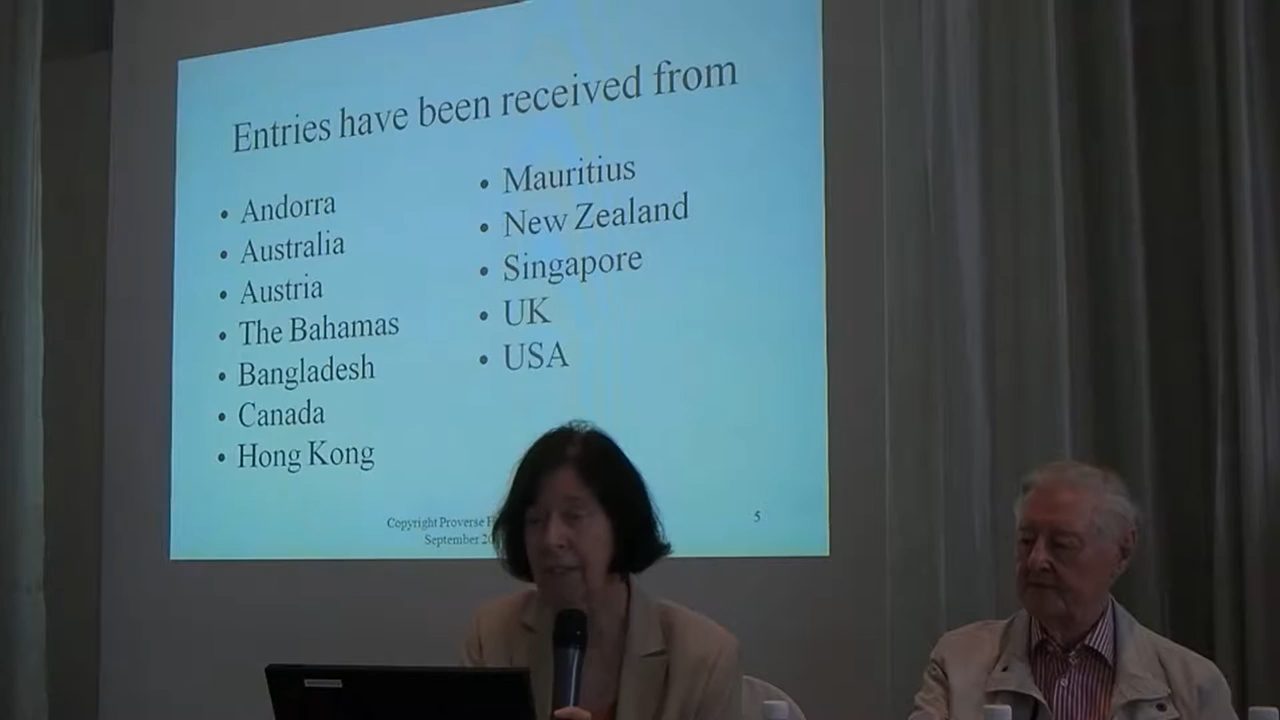 Entries have been received from
• Andorra
• Australia
• Austria
• The Bahamas
• Bangladesh
• Canada
• Hong Kong
• Mauritius
• New Zealand
• Singapore
• UK
• USA
Copyright Proverse
September
5